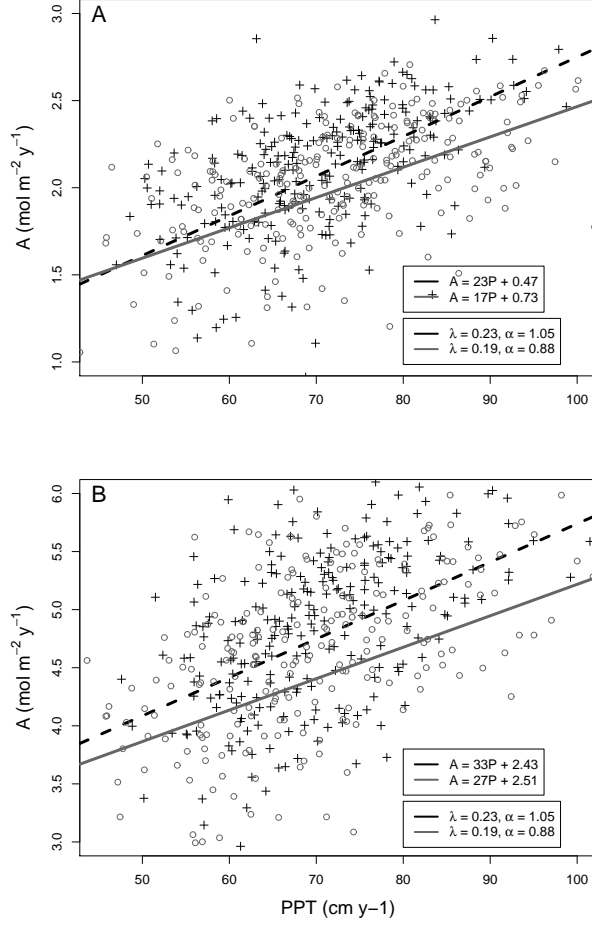 A
3.0
2.5
2.0
1.5
1.0
A (mol m⁻² y⁻¹)
A = 23P + 0.47
A = 17P + 0.73
λ = 0.23, α = 1.05
λ = 0.19, α = 0.88
50 60 70 80 90 100
B
6.0
5.5
5.0
4.5
4.0
3.5
3.0
A (mol m⁻² y⁻¹)
A = 33P + 2.43
A = 27P + 2.51
λ = 0.23, α = 1.05
λ = 0.19, α = 0.88
50 60 70 80 90 100
PPT (cm y−1)